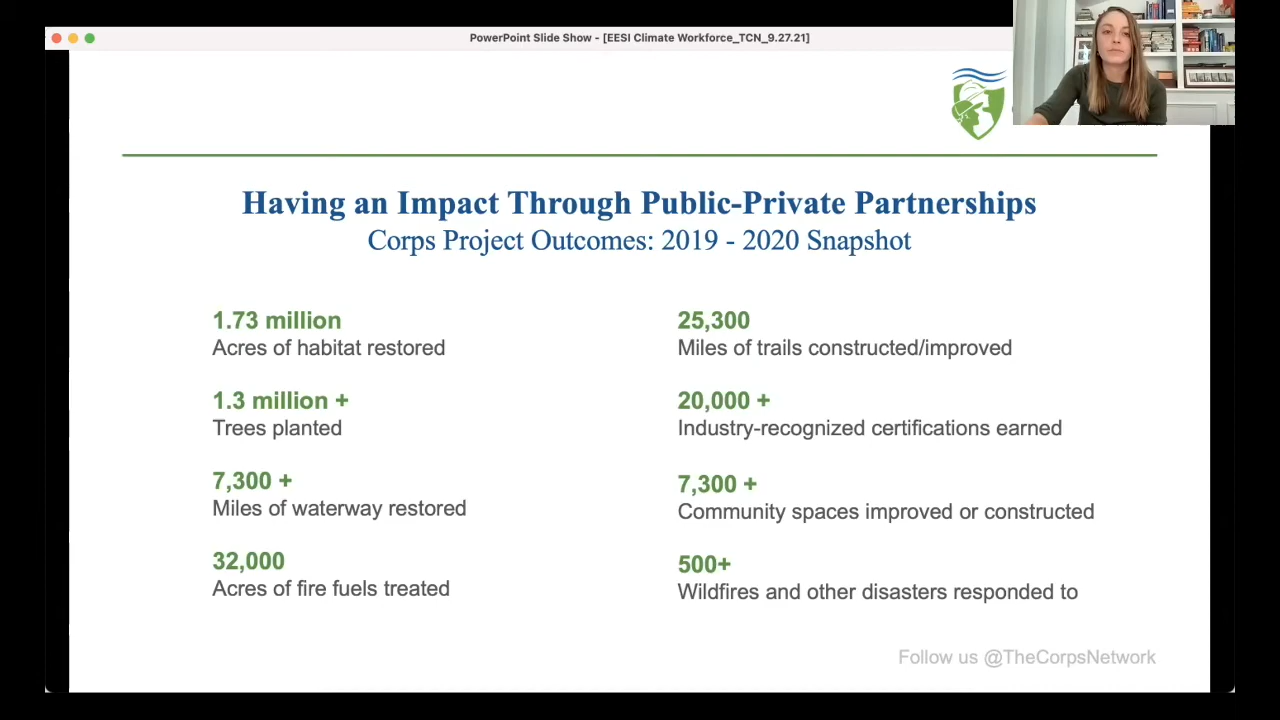 PowerPoint Slide Show - [EESI Climate Workforce_TCN_9.27.21]
Having an Impact Through Public-Private Partnerships
Corps Project Outcomes: 2019 - 2020 Snapshot
1.73 million
Acres of habitat restored
1.3 million +
Trees planted
7,300 +
Miles of waterway restored
32,000
Acres of fire fuels treated
25,300
Miles of trails constructed/improved
20,000 +
Industry-recognized certifications earned
7,300 +
Community spaces improved or constructed
500+
Wildfires and other disasters responded to
Follow us @TheCorpsNetwork